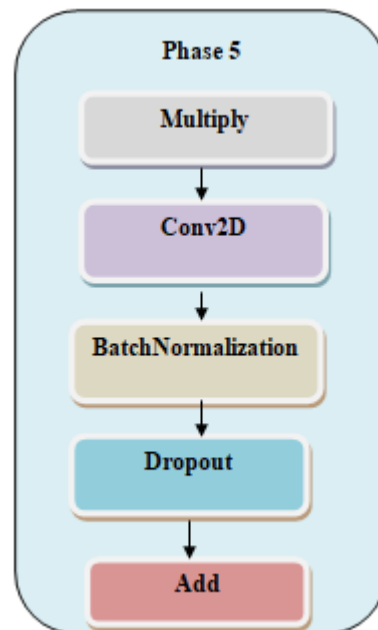 Phase 5
Multiply
Conv2D
BatchNormalization
Dropout
Add